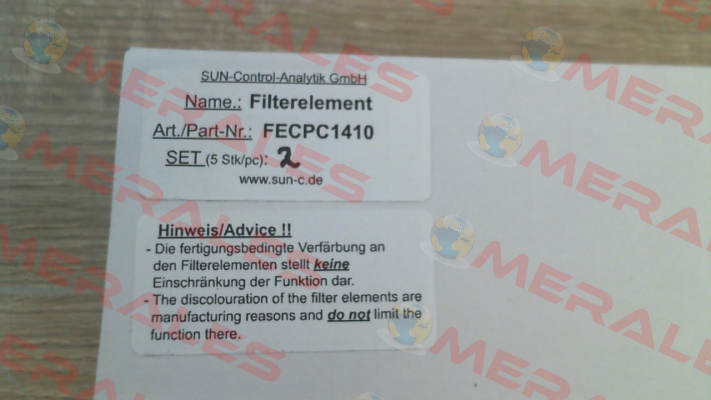 SUN-Control-Analytik GmbH
Name.: Filterelement
Art./Part-Nr.: FECPC1410
SET (5 Stk/pc): 2
www.sun-c.de
Hinweis/Advice !!
- Die fertigungsbedingte Verfärbung an
den Filterelementen stellt keine
Einschränkung der Funktion dar.
- The discolouration of the filter elements are
manufacturing reasons and do not limit the
function there.
MERALES
MERALES
MERALES
MERALES
MERALES
MERALES